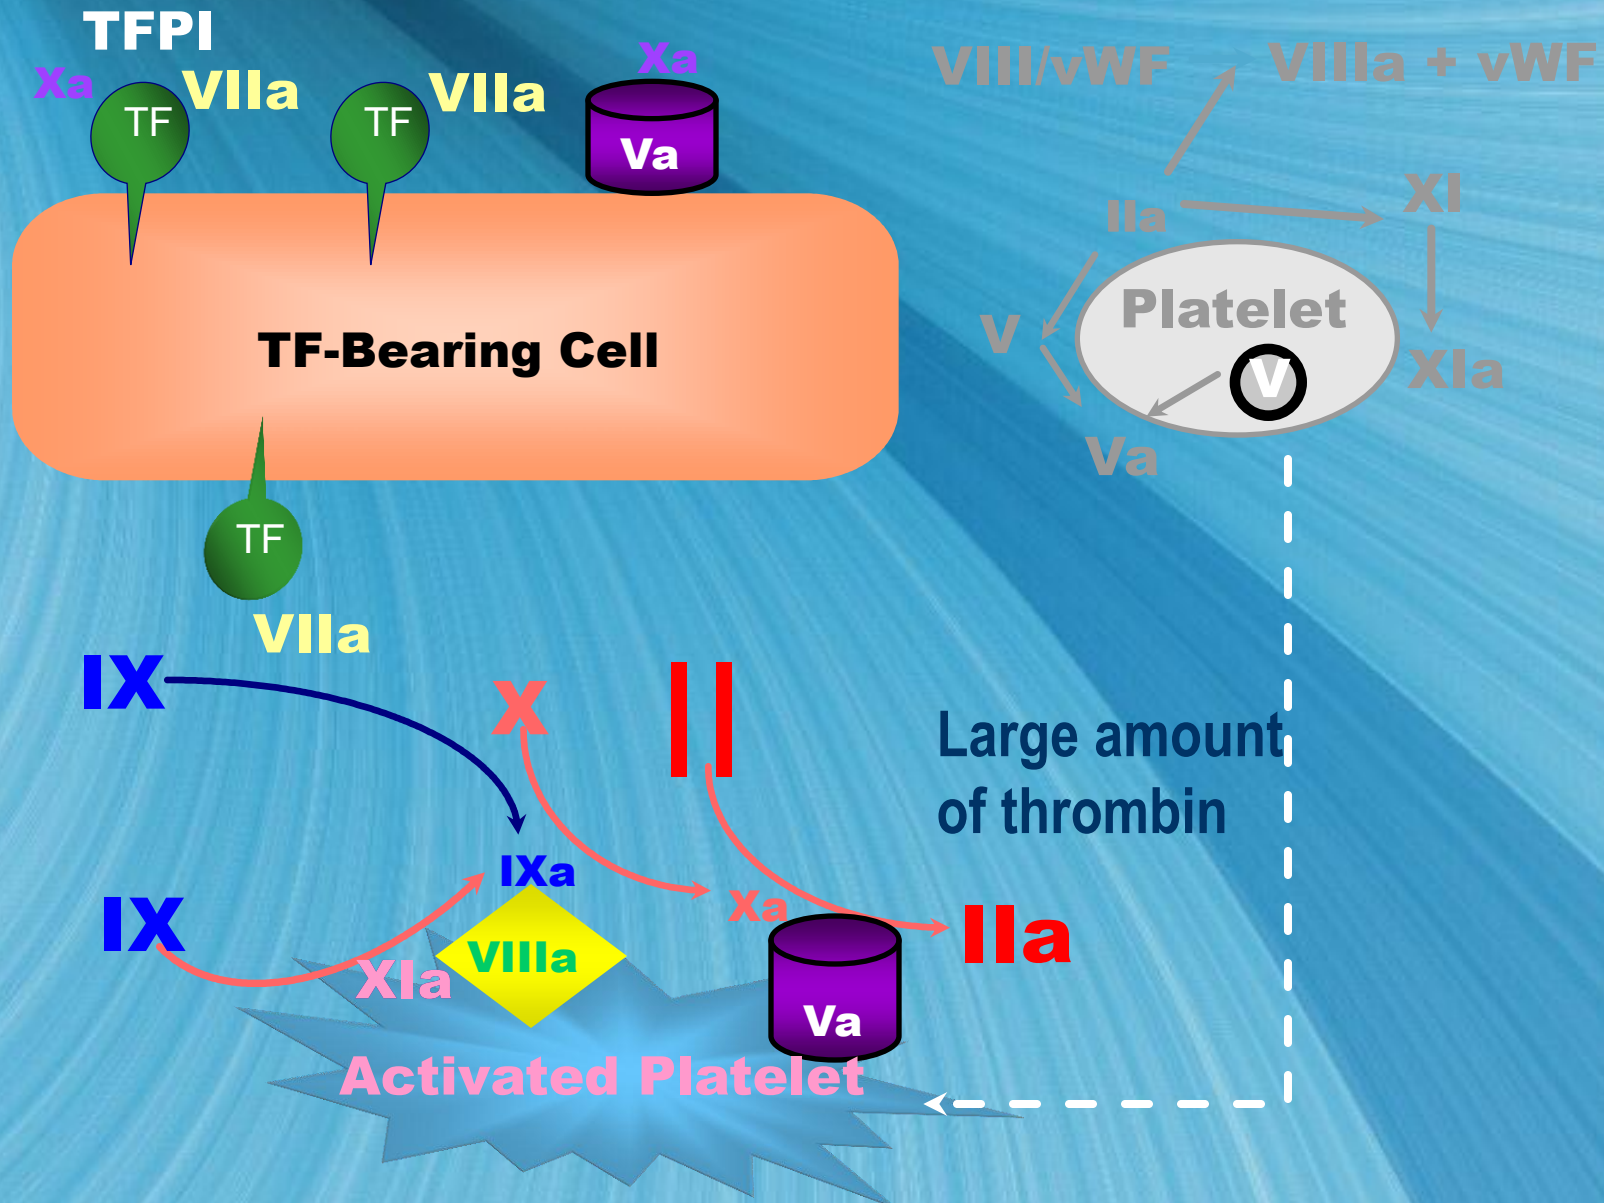 TFPI
Xa
VIIa
TF
VIIa
TF
Xa
Va
TF-Bearing Cell
TF
VIIa
VIII/vWF
VIIIa + vWF
IIa
XI
Platelet
V
V
XIa
Va
IX
X
II
Large amount
of thrombin
IXa
IX
XIa
VIIIa
Xa
IIa
Va
Activated Platelet